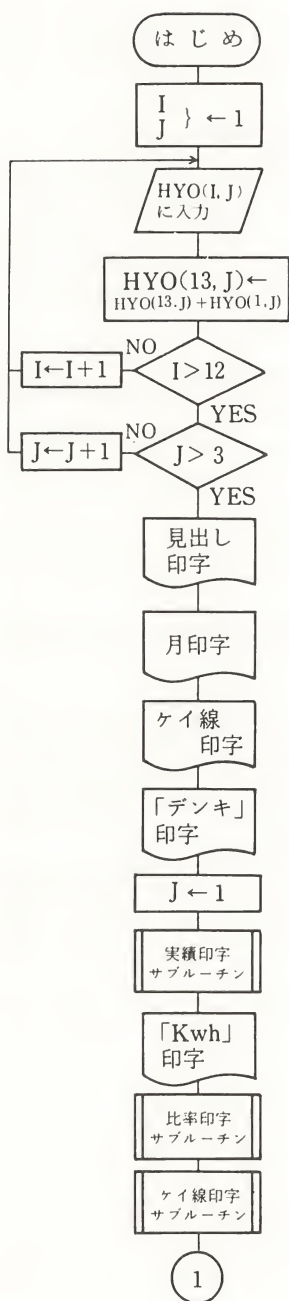 はじめ
I
J } ← 1
HYO(I, J)
に入力
HYO(13, J)←
HYO(13.J)+HYO(1,J)
NO
I←I+1
I>12
YES
NO
J←J+1
J>3
YES
見出し
印字
月印字
ケイ線
印字
「デンキ」
印字
J←1
実績印字
サブルーチン
「Kwh」
印字
比率印字
サブルーチン
ケイ線印字
サブルーチン
1